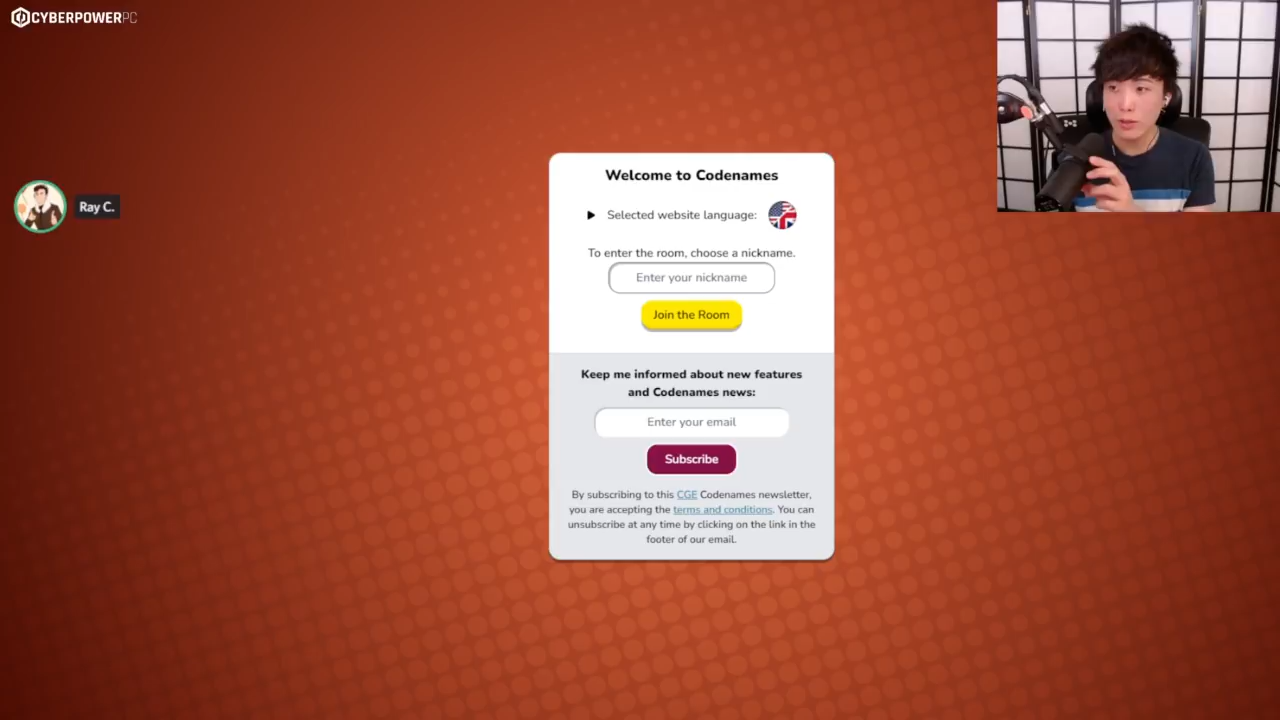 CYBERPOWERPC
Ray C.
Welcome to Codenames
Selected website language:
To enter the room, choose a nickname.
Enter your nickname
Join the Room
Keep me informed about new features
and Codenames news:
Enter your email
Subscribe
By subscribing to this CGE Codenames newsletter,
you are accepting the terms and conditions. You can
unsubscribe at any time by clicking on the link in the
footer of our email.